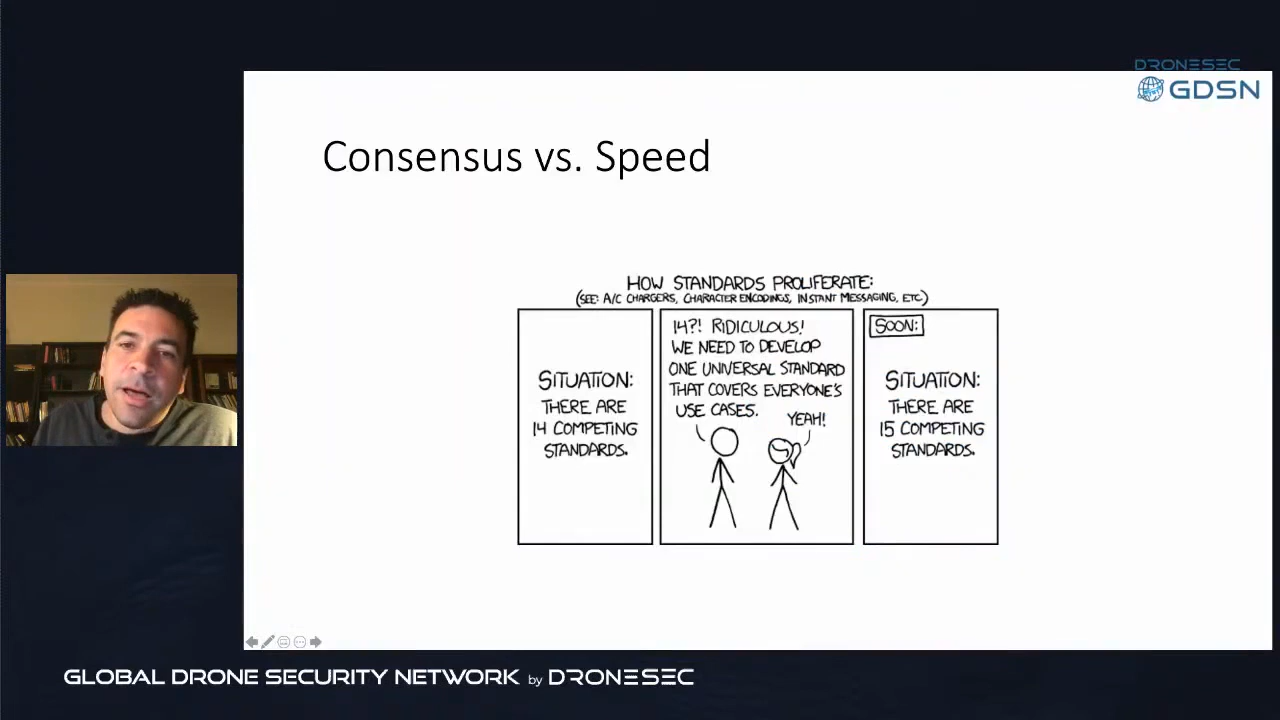 DRONESEC
GDSN
Consensus vs. Speed
HOW STANDARDS PROLIFERATE:
(SEE: A/C CHARGERS, CHARACTER ENCODINGS, INSTANT MESSAGING, ETC.)
SITUATION:
THERE ARE
14 COMPETING
STANDARDS.
14?! RIDICULOUS!
WE NEED TO DEVELOP
ONE UNIVERSAL STANDARD
THAT COVERS EVERYONE'S
USE CASES.
YEAH!
SOON:
SITUATION:
THERE ARE
15 COMPETING
STANDARDS.
GLOBAL DRONE SECURITY NETWORK by DRONESEC